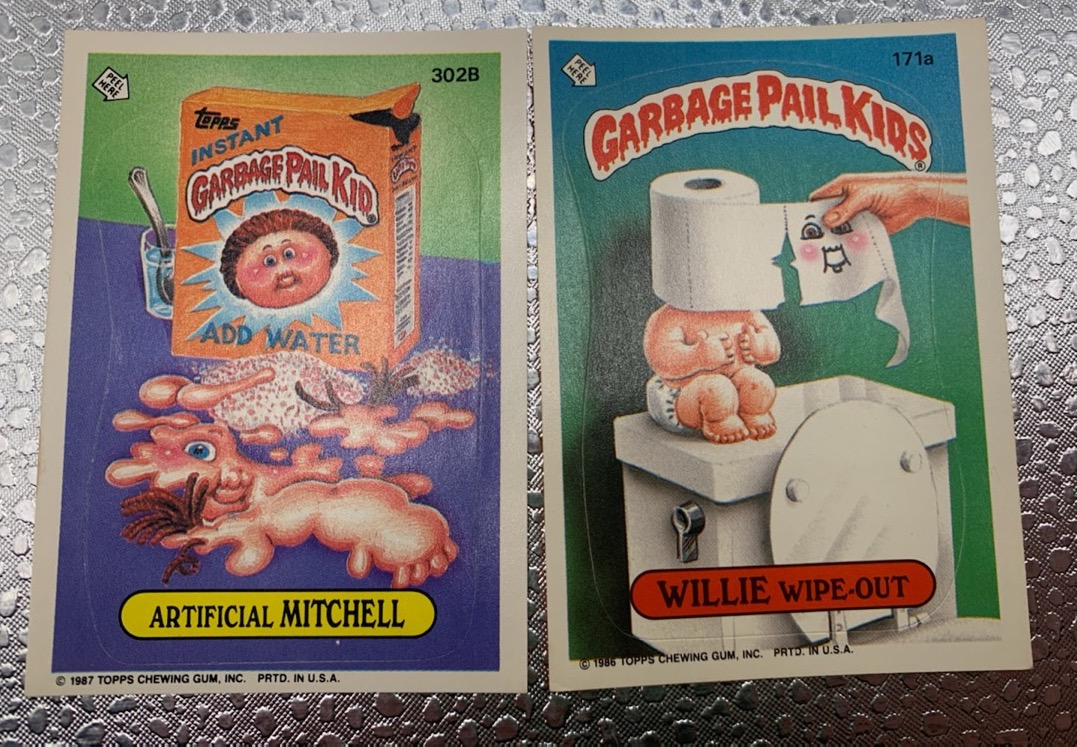 PEEL HERE
302B
Topps
INSTANT
GARBAGE PAIL KID
ADD WATER
ARTIFICIAL MITCHELL
© 1987 TOPPS CHEWING GUM, INC. PRTD. IN U.S.A.
PEEL HERE
171a
GARBAGE PAIL KIDS®
WILLIE WIPE-OUT
© 1986 TOPPS CHEWING GUM, INC. PRTD. IN U.S.A.